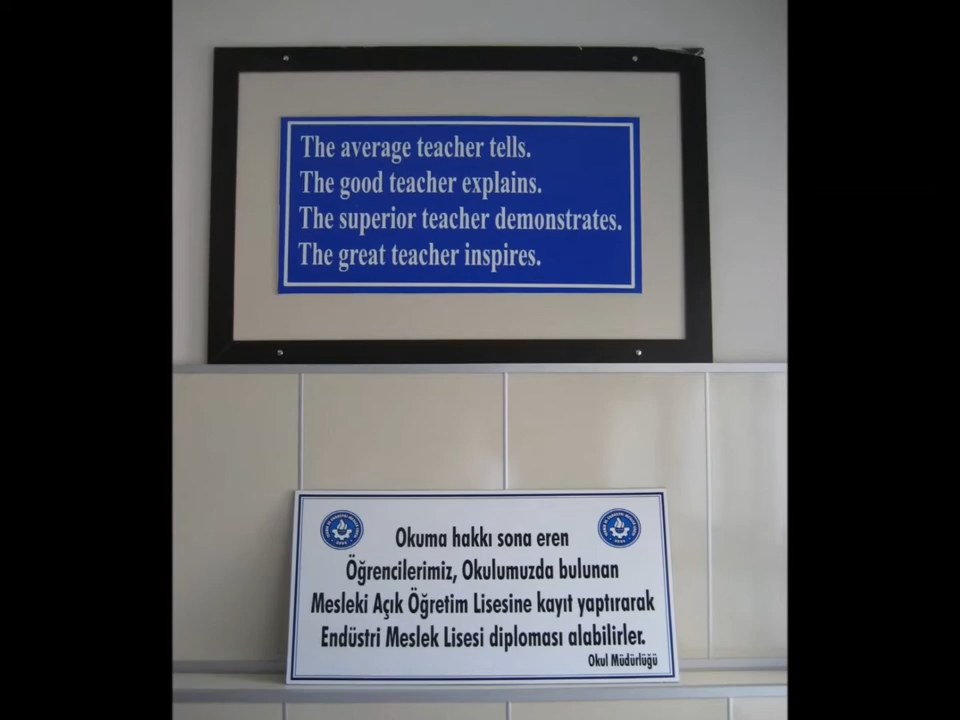 The average teacher tells.
The good teacher explains.
The superior teacher demonstrates.
The great teacher inspires.
Okuma hakkı sona eren
Öğrencilerimiz, Okulumuzda bulunan
Mesleki Açık Öğretim Lisesine kayıt yaptırarak
Endüstri Meslek Lisesi diploması alabilirler.
Okul Müdürlüğü